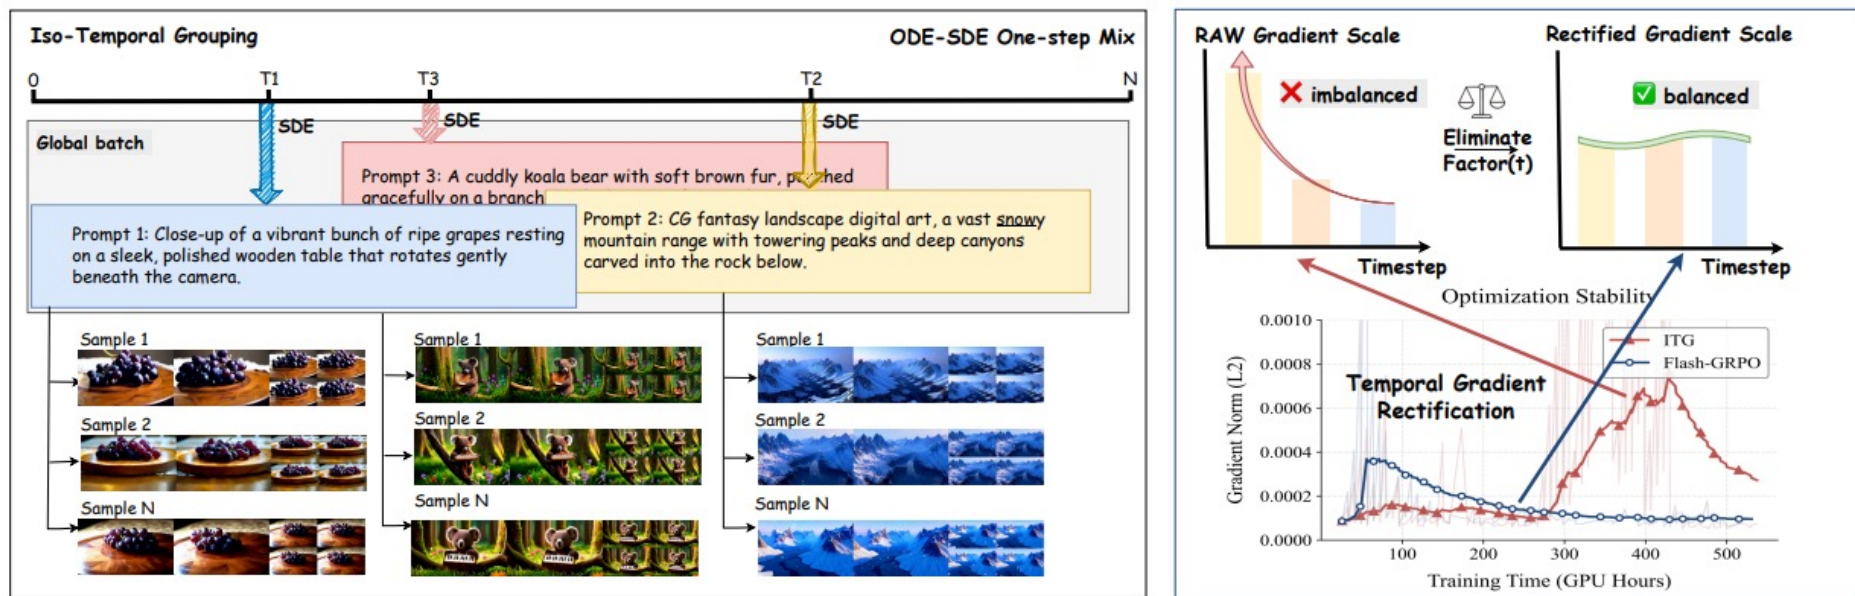 Iso-Temporal Grouping
ODE-SDE One-step Mix
0
T1
T3
T2
N
SDE
SDE
SDE
Global batch
Prompt 3: A cuddly koala bear with soft brown fur,
gracefully on a branch
Prompt 1: Close-up of a vibrant bunch of ripe grapes resting
on a sleek, polished wooden table that rotates gently
beneath the camera.
Prompt 2: CG fantasy landscape digital art, a vast snowy
mountain range with towering peaks and deep canyons
carved into the rock below.
Sample 1
Sample 2
Sample N
Sample 1
Sample 2
Sample N
Sample 1
Sample 2
Sample N
RAW Gradient Scale
imbalanced
Timestep
Eliminate
Factor(t)
Rectified Gradient Scale
balanced
Timestep
Optimization Stability
0.0010
0.0008
0.0006
0.0004
0.0002
0.0000
Gradient Norm (L2)
ITG
Flash-GRPO
Temporal Gradient
Rectification
100
200
300
400
500
Training Time (GPU Hours)